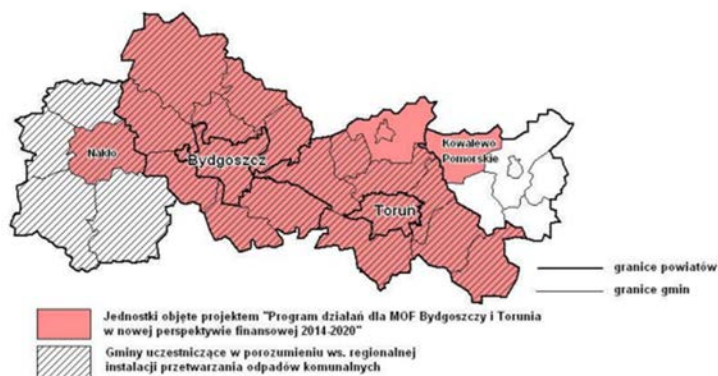 Nakło
Bydgoszcz
Kowalewo
Pomorskie
Toruń
granice powiatów
granice gmin
Jednostki objęte projektem "Program działań dla MOF Bydgoszczy i Torunia
w nowej perspektywie finansowej 2014-2020"
Gminy uczestniczące w porozumieniu ws. regionalnej
instalacji przetwarzania odpadów komunalnych